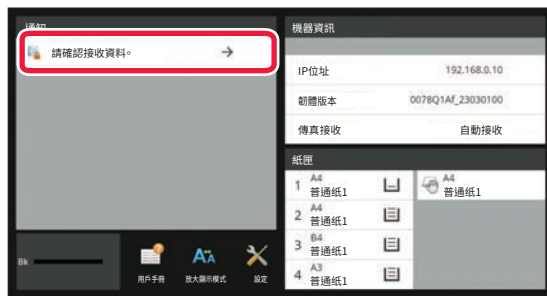 通知
請確認接收資料。
機器資訊
IP位址 192.168.0.10
韌體版本 0078Q1Af_23030100
傳真接收 自動接收
紙匣
1 A4
普通紙1
A4
普通紙1
2 A4
普通紙1
3 B4
普通紙1
4 A3
普通紙1
Bk
用戶手冊 放大顯示模式 設定